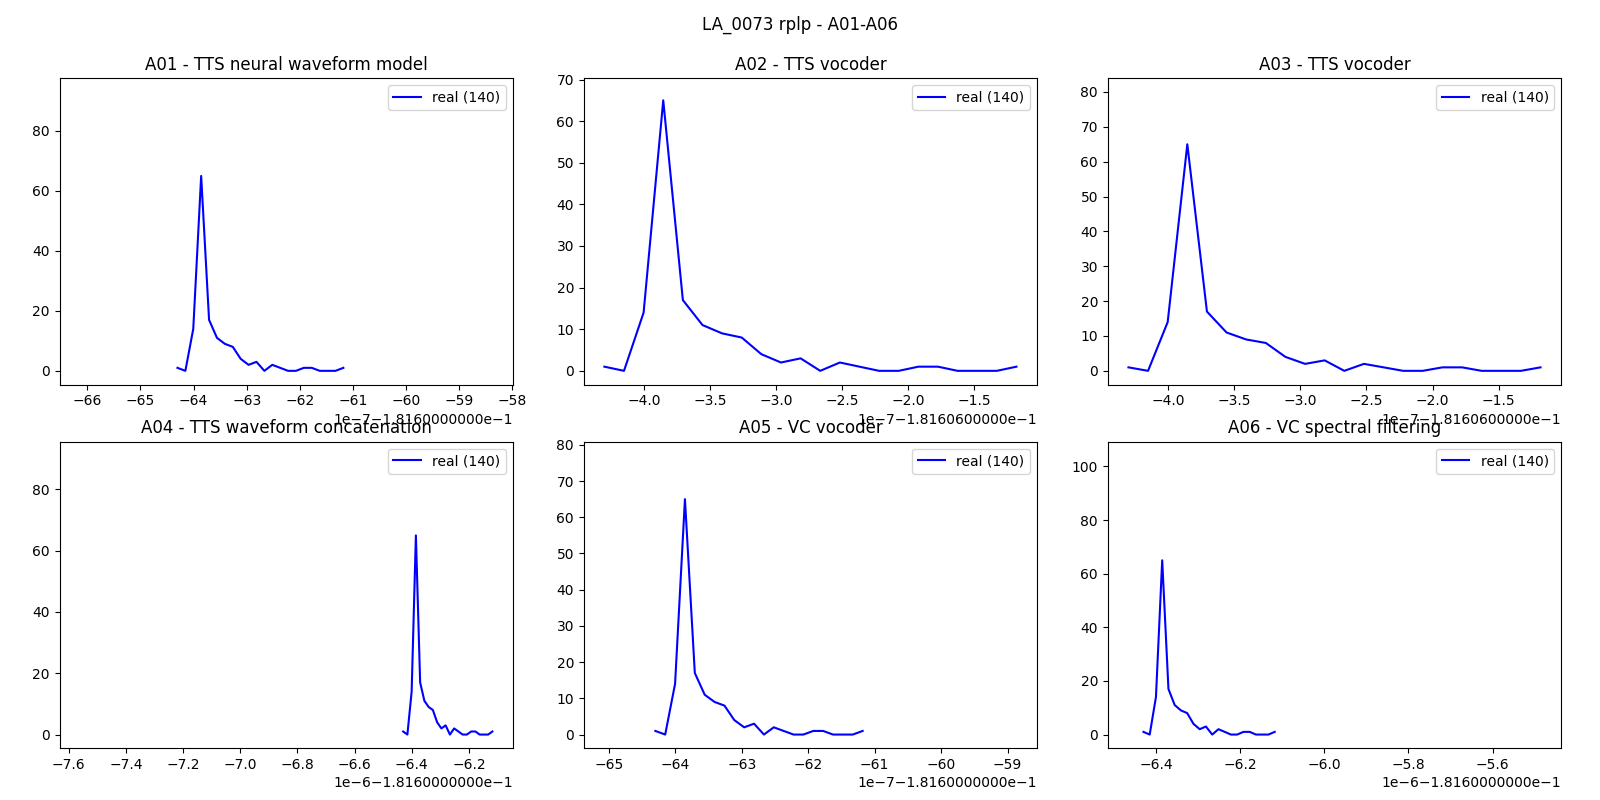 LA_0073 rplp - A01-A06
A01 - TTS neural waveform model
A02 - TTS vocoder
A03 - TTS vocoder
real (140)
real (140)
real (140)
80
60
40
20
0
70
60
50
40
30
20
10
0
80
70
60
50
40
30
20
10
0
−66 −65 −64 −63 −62 −61 −60 −59 −58
−4.0 −3.5 −3.0 −2.5 −2.0 −1.5
−4.0 −3.5 −3.0 −2.5 −2.0 −1.5
1e−7−1.8160000000e−1
1e−7−1.8160600000e−1
1e−7−1.8160600000e−1
A04 - TTS waveform concatenation
A05 - VC vocoder
A06 - VC spectral filtering
real (140)
real (140)
real (140)
80
60
40
20
0
80
70
60
50
40
30
20
10
0
100
80
60
40
20
0
−7.6 −7.4 −7.2 −7.0 −6.8 −6.6 −6.4 −6.2
−65 −64 −63 −62 −61 −60 −59
−6.4 −6.2 −6.0 −5.8 −5.6
1e−6−1.8160000000e−1
1e−7−1.8160000000e−1
1e−6−1.8160000000e−1